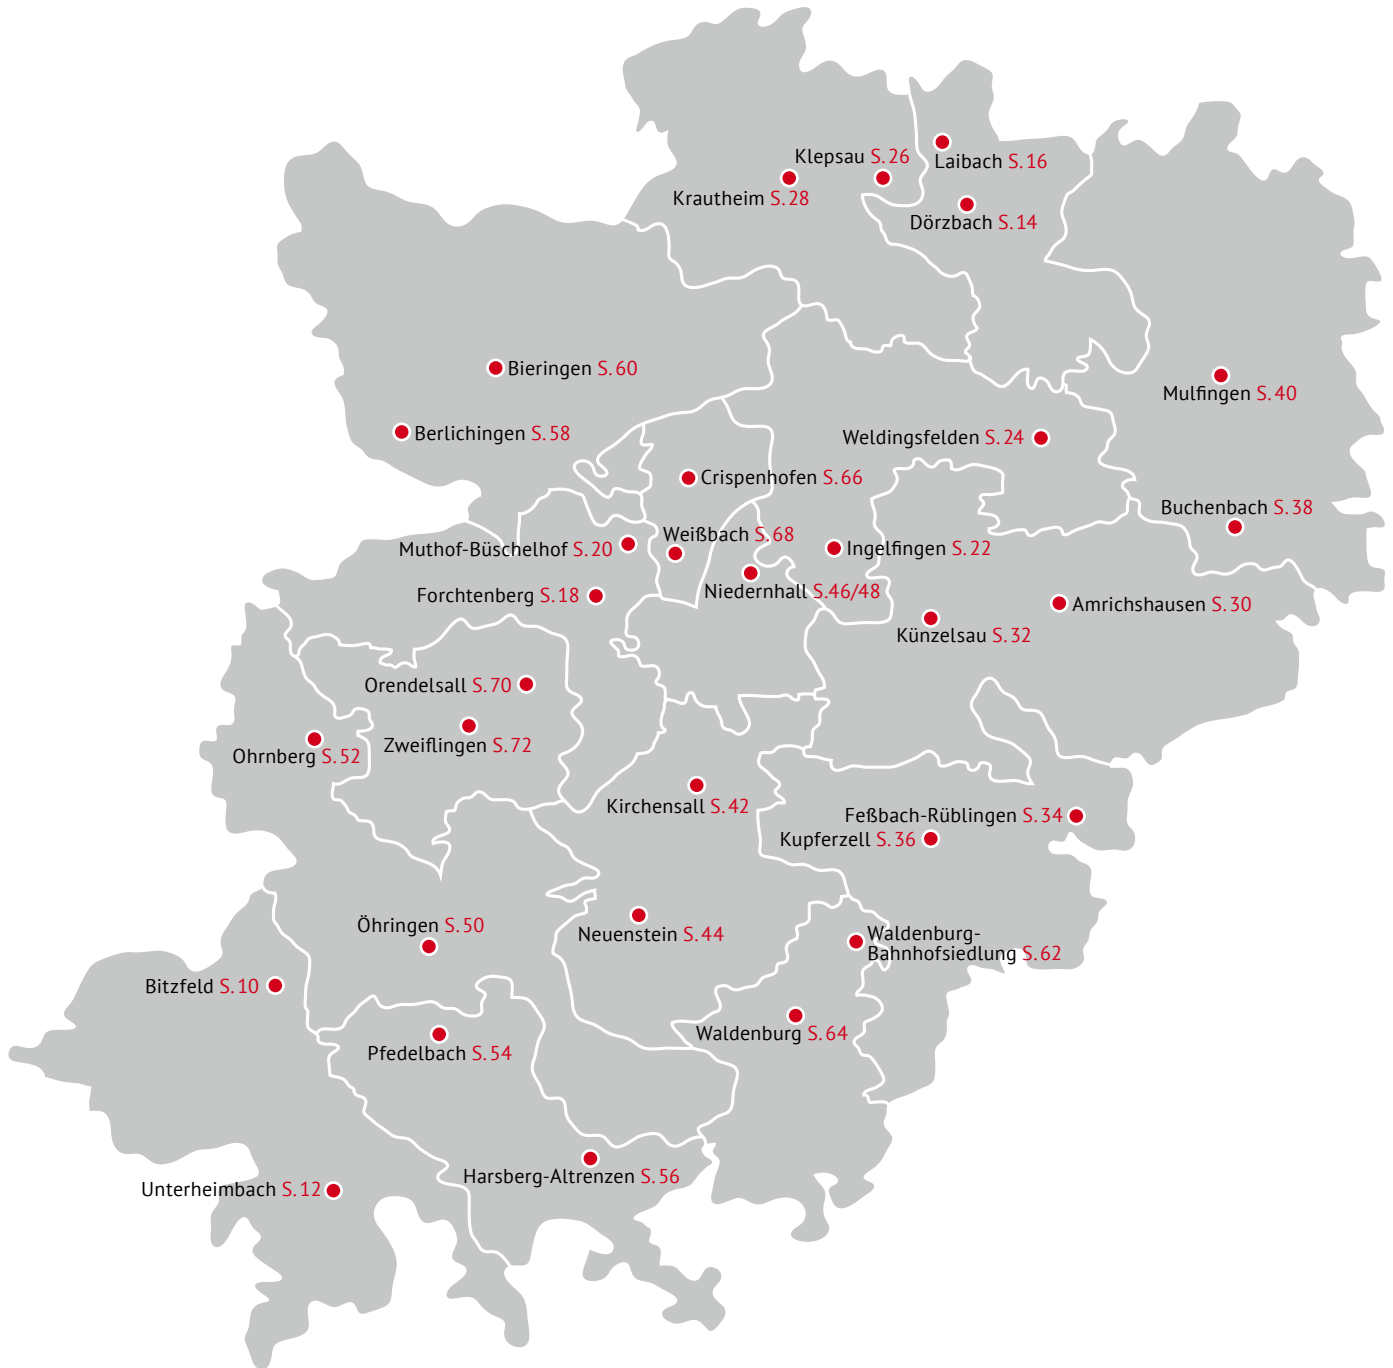 Klepsau S. 26
Laibach S. 16
Krautheim S. 28
Dörzbach S. 14
Bieringen S. 60
Mulfingen S. 40
Berlichingen S. 58
Weldingsfelden S. 24
Crispenhofen S. 66
Buchenbach S. 38
Weißbach S. 68
Muthof-Büschelhof S. 20
Ingelfingen S. 22
Niedernhall S.46/48
Forchtenberg S. 18
Amrichshausen S. 30
Künzelsau S. 32
Orendelsall S. 70
Zweiflingen S. 72
Ohrnberg S. 52
Kirchensall S. 42
Feßbach-Rüblingen S. 34
Kupferzell S. 36
Öhringen S. 50
Neuenstein S. 44
Waldenburg-
Bahnhofsiedlung S. 62
Bitzfeld S. 10
Waldenburg S. 64
Pfedelbach S. 54
Harsberg-Altrenzen S. 56
Unterheimbach S. 12